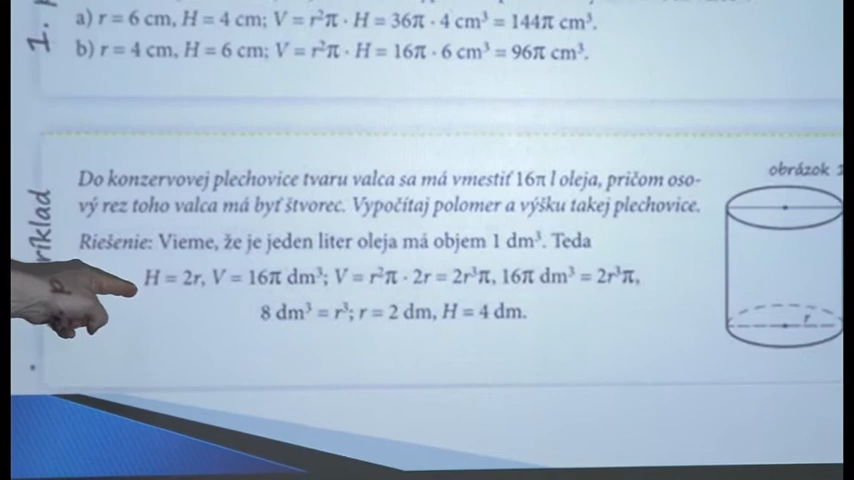 1.
a) r = 6 cm, H = 4 cm; V = r²π · H = 36π · 4 cm³ = 144π cm³.
b) r = 4 cm, H = 6 cm; V = r²π · H = 16π · 6 cm³ = 96π cm³.
Do konzervovej plechovice tvaru valca sa má vmestiť 16π l oleja, pričom oso-
vý rez toho valca má byť štvorec. Vypočítaj polomer a výšku takej plechovice.
Riešenie: Vieme, že je jeden liter oleja má objem 1 dm³. Teda
H = 2r, V = 16π dm³; V = r²π · 2r = 2r³π, 16π dm³ = 2r³π,
8 dm³ = r³; r = 2 dm, H = 4 dm.
obrázok
r